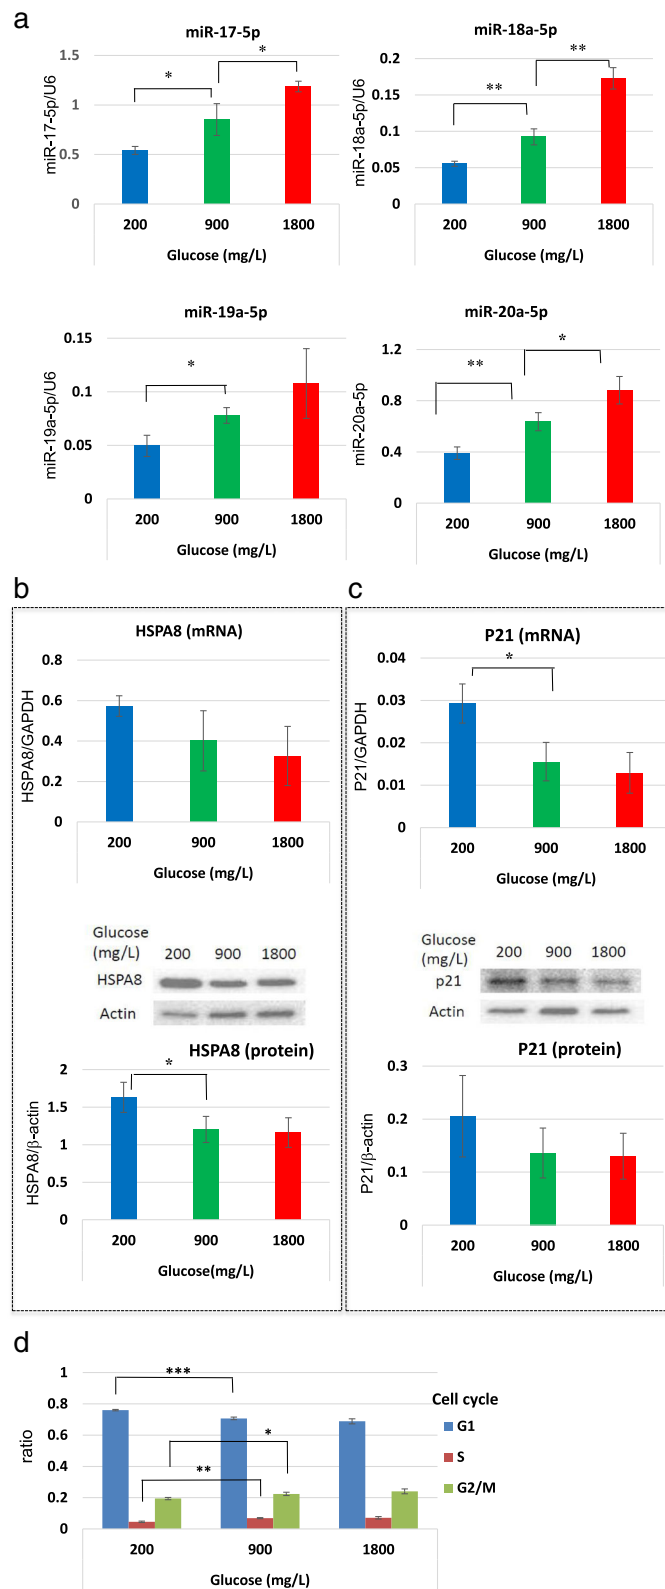 a
miR-17-5p
miR-17-5p/U6
1.5
1
0.5
0
*
*
200 900 1800
Glucose (mg/L)
miR-18a-5p
miR-18a-5p/U6
0.2
0.15
0.1
0.05
0
**
**
200 900 1800
Glucose (mg/L)
miR-19a-5p
miR-19a-5p/U6
0.15
0.1
0.05
0
*
200 900 1800
Glucose (mg/L)
miR-20a-5p
miR-20a-5p
1.2
0.8
0.4
0
**
*
200 900 1800
Glucose (mg/L)
b
HSPA8 (mRNA)
HSPA8/GAPDH
0.8
0.6
0.4
0.2
0
200 900 1800
Glucose (mg/L)
Glucose
(mg/L)
200 900 1800
HSPA8
Actin
HSPA8 (protein)
HSPA8/β-actin
2
1.5
1
0.5
0
*
200 900 1800
Glucose(mg/L)
c
P21 (mRNA)
P21/GAPDH
0.04
0.03
0.02
0.01
0
*
200 900 1800
Glucose (mg/L)
Glucose
(mg/L)
200 900 1800
p21
Actin
P21 (protein)
P21/β-actin
0.3
0.2
0.1
0
200 900 1800
Glucose (mg/L)
d
ratio
1
0.8
0.6
0.4
0.2
0
***
*
**
200 900 1800
Glucose (mg/L)
Cell cycle
G1
S
G2/M